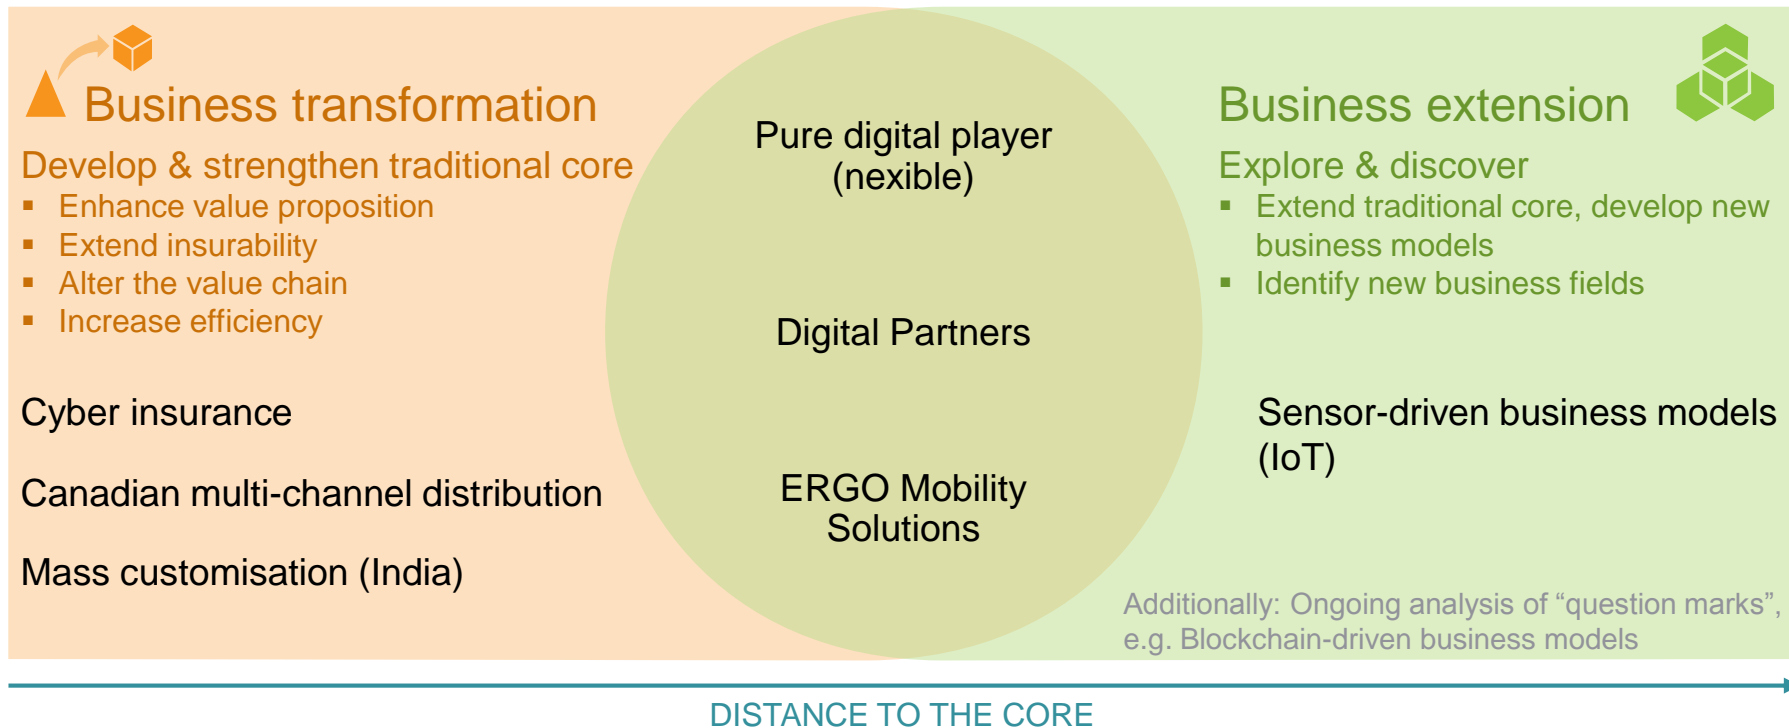 Business transformation
Develop & strengthen traditional core
▪ Enhance value proposition
▪ Extend insurability
▪ Alter the value chain
▪ Increase efficiency
Cyber insurance
Canadian multi-channel distribution
Mass customisation (India)
Pure digital player
(nexible)
Digital Partners
ERGO Mobility
Solutions
Business extension
Explore & discover
▪ Extend traditional core, develop new
business models
▪ Identify new business fields
Sensor-driven business models
(IoT)
Additionally: Ongoing analysis of “question marks”,
e.g. Blockchain-driven business models
DISTANCE TO THE CORE